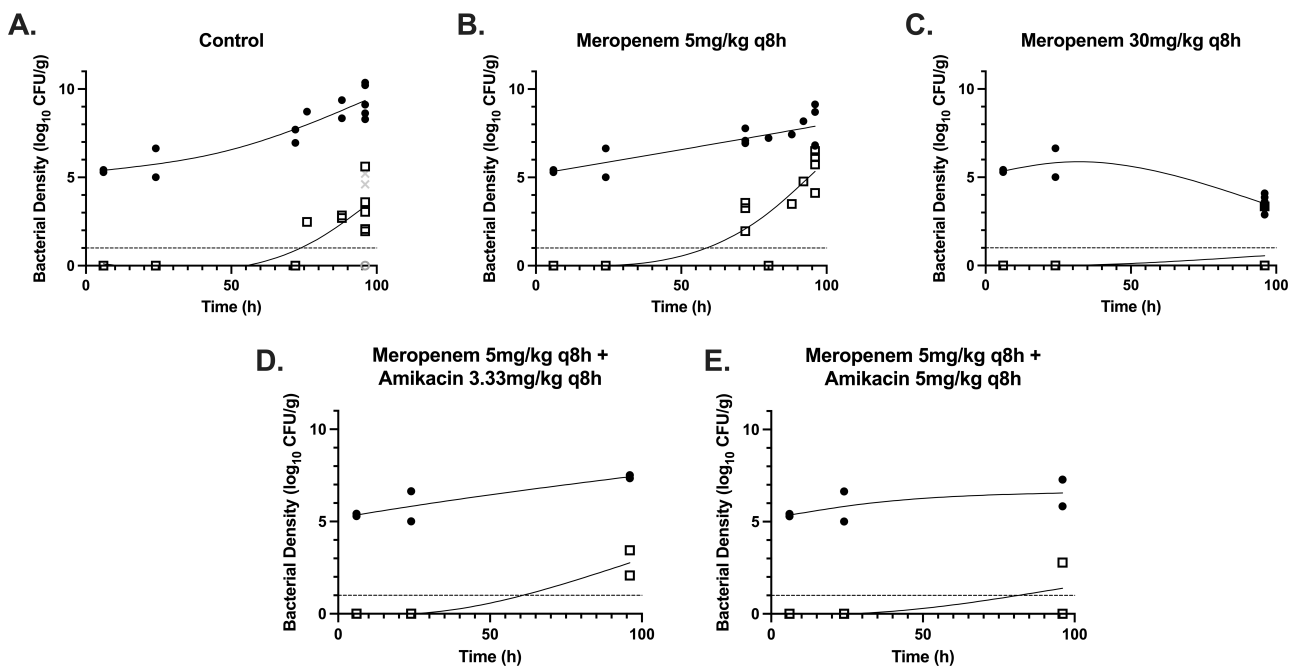 A.
Control
Bacterial Density (log10 CFU/g)
10
5
0
0
50
100
Time (h)
B.
Meropenem 5mg/kg q8h
Bacterial Density (log10 CFU/g)
10
5
0
0
50
100
Time (h)
C.
Meropenem 30mg/kg q8h
Bacterial Density (log10 CFU/g)
10
5
0
0
50
100
Time (h)
D.
Meropenem 5mg/kg q8h +
Amikacin 3.33mg/kg q8h
Bacterial Density (log10 CFU/g)
10
5
0
0
50
100
Time (h)
E.
Meropenem 5mg/kg q8h +
Amikacin 5mg/kg q8h
Bacterial Density (log10 CFU/g)
10
5
0
0
50
100
Time (h)